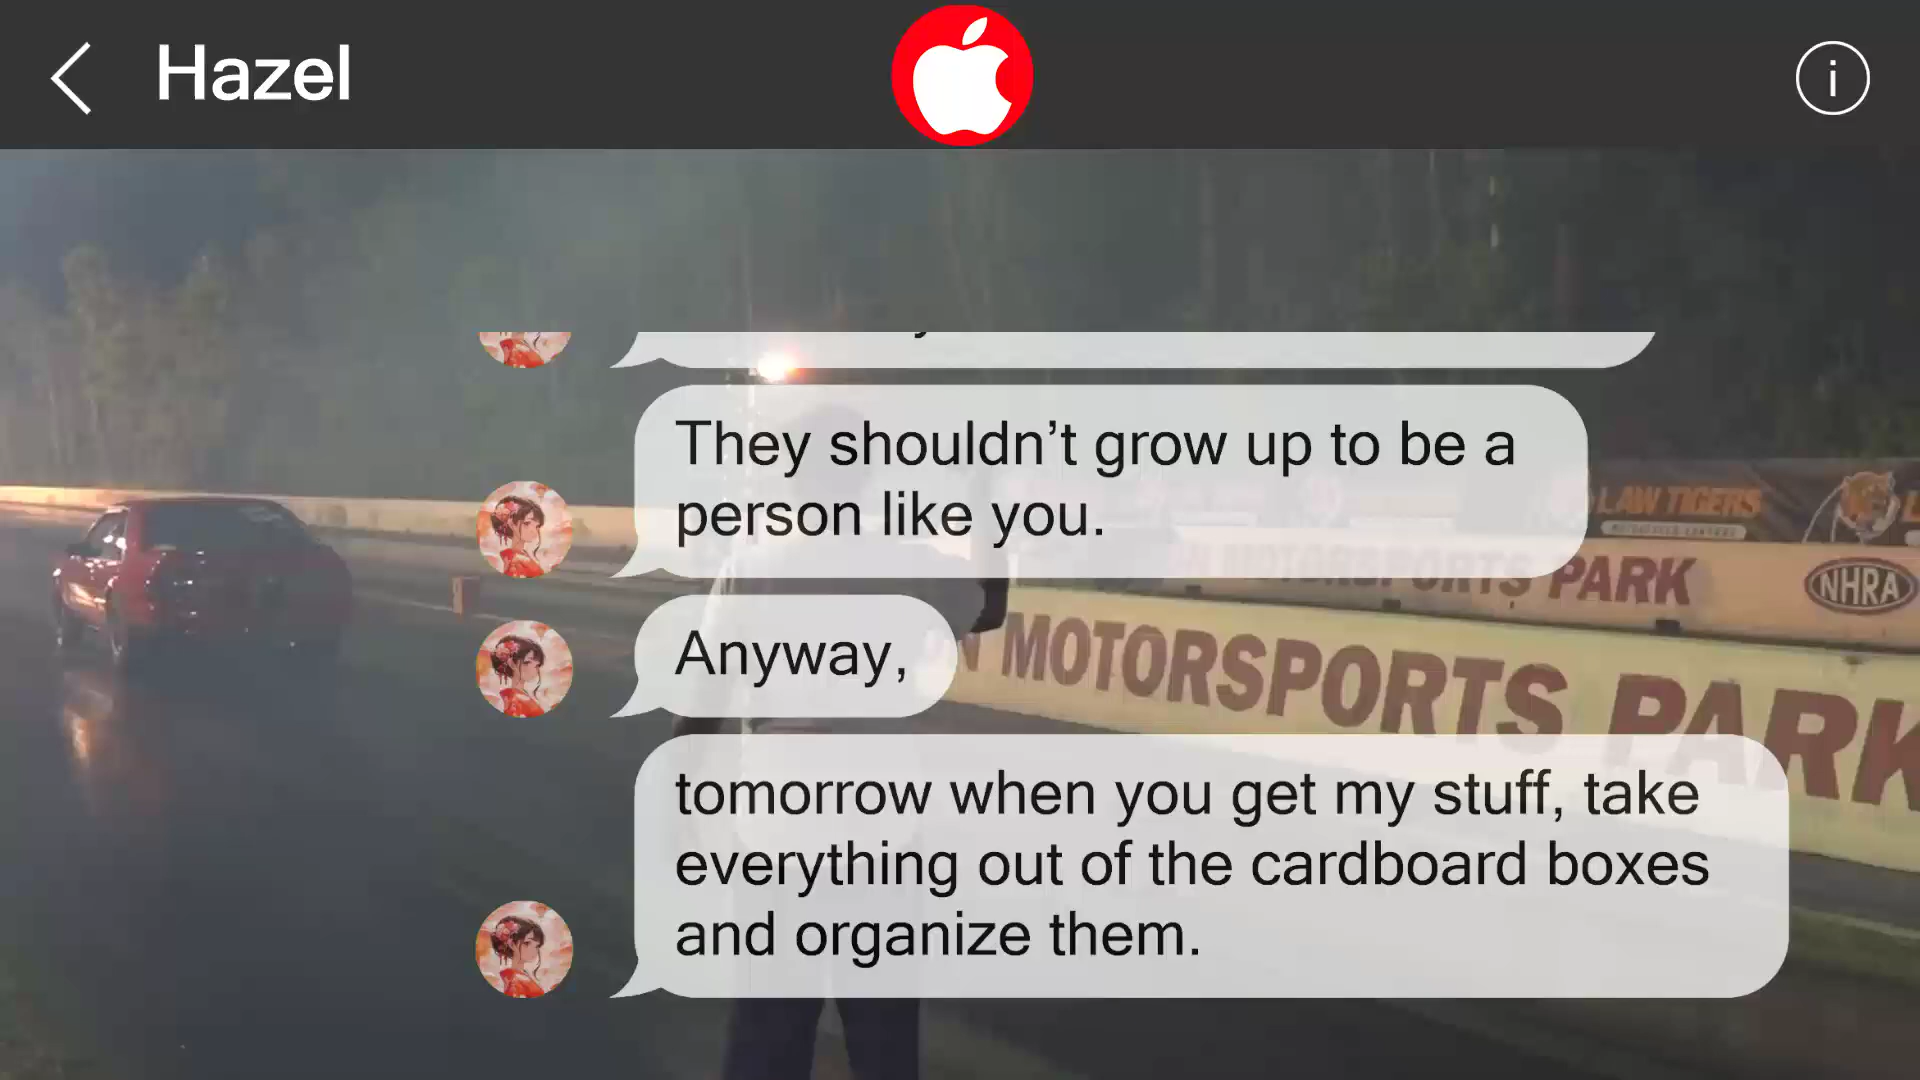 Hazel
They shouldn’t grow up to be a
person like you.
Anyway,
tomorrow when you get my stuff, take
everything out of the cardboard boxes
and organize them.
LAW TIGERS
MOTORSPORTS PARK
NHRA
MOTORSPORTS PARK